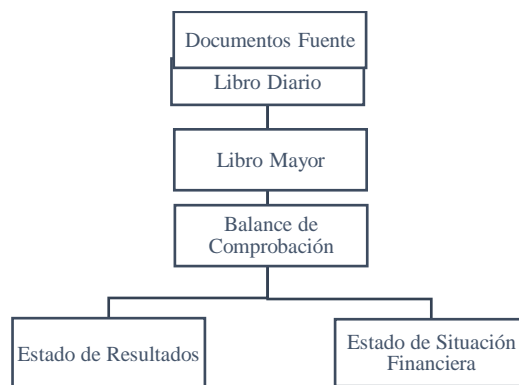 Documentos Fuente
Libro Diario
Libro Mayor
Balance de
Comprobación
Estado de Resultados
Estado de Situación
Financiera